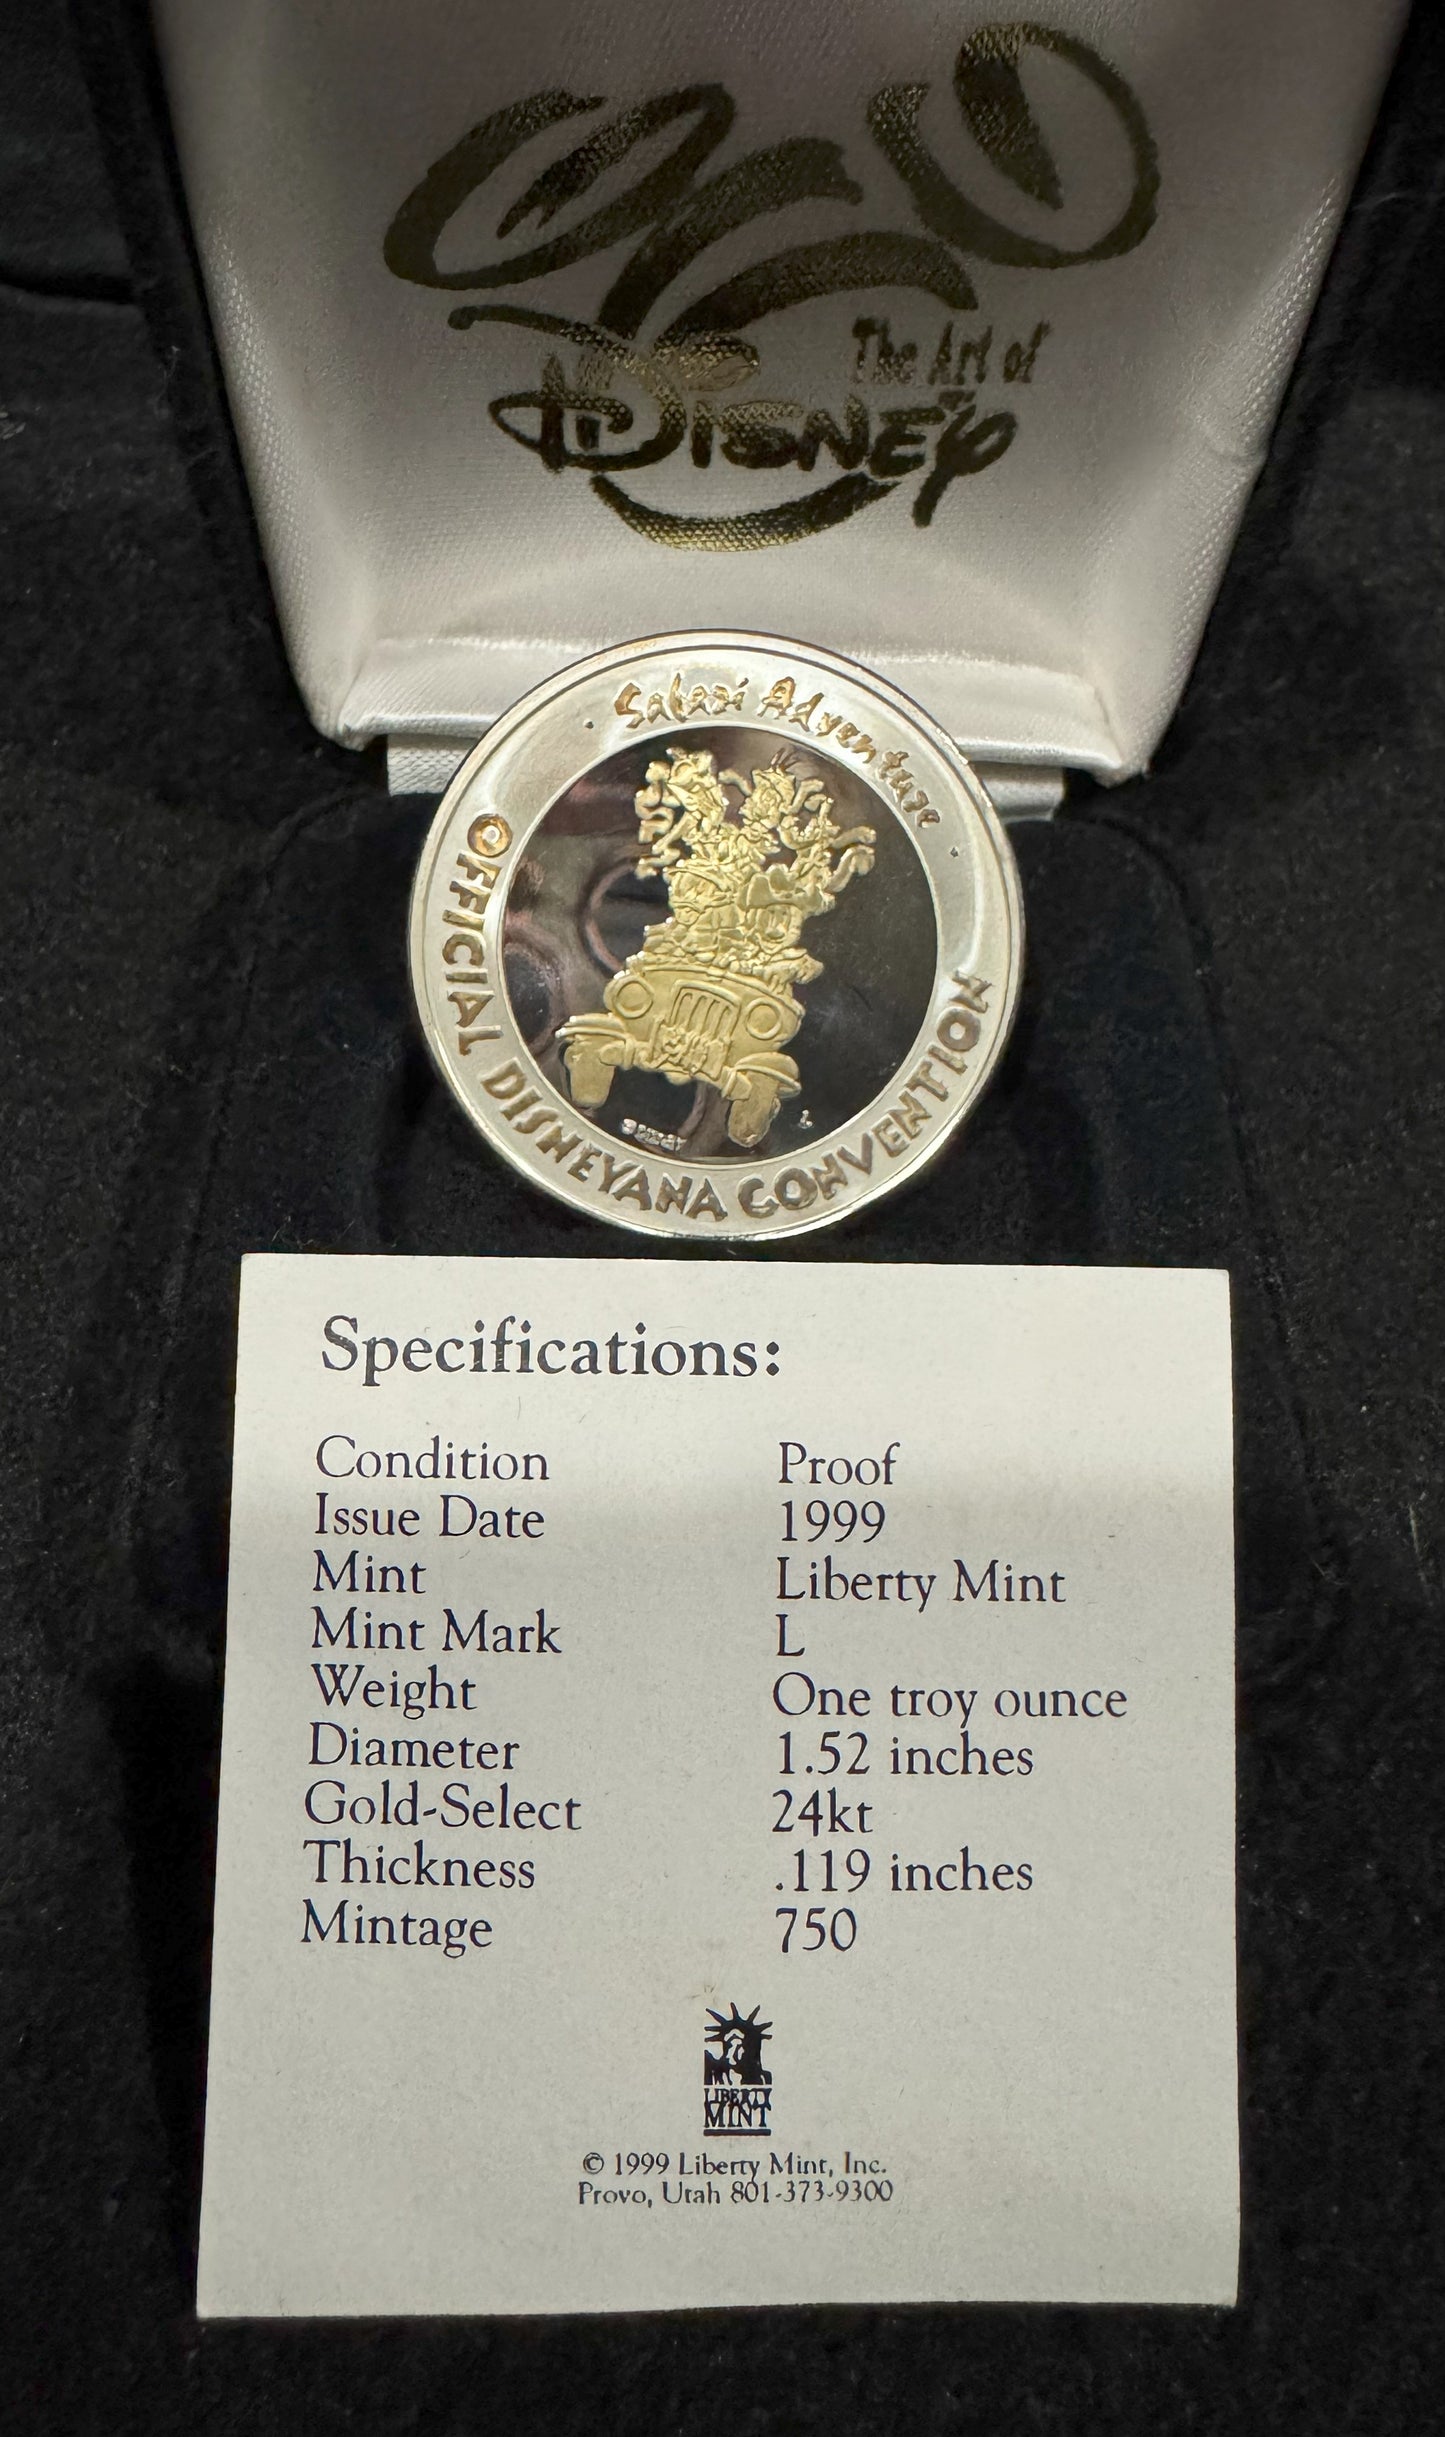 The Art of
DISNEY
Safari Adventure
OFFICIAL DISNEYANA CONVENTION
©DISNEY
L
Specifications:
Condition Proof
Issue Date 1999
Mint Liberty Mint
Mint Mark L
Weight One troy ounce
Diameter 1.52 inches
Gold-Select 24kt
Thickness .119 inches
Mintage 750
LIBERTY
MINT
© 1999 Liberty Mint, Inc.
Provo, Utah 801-373-9300